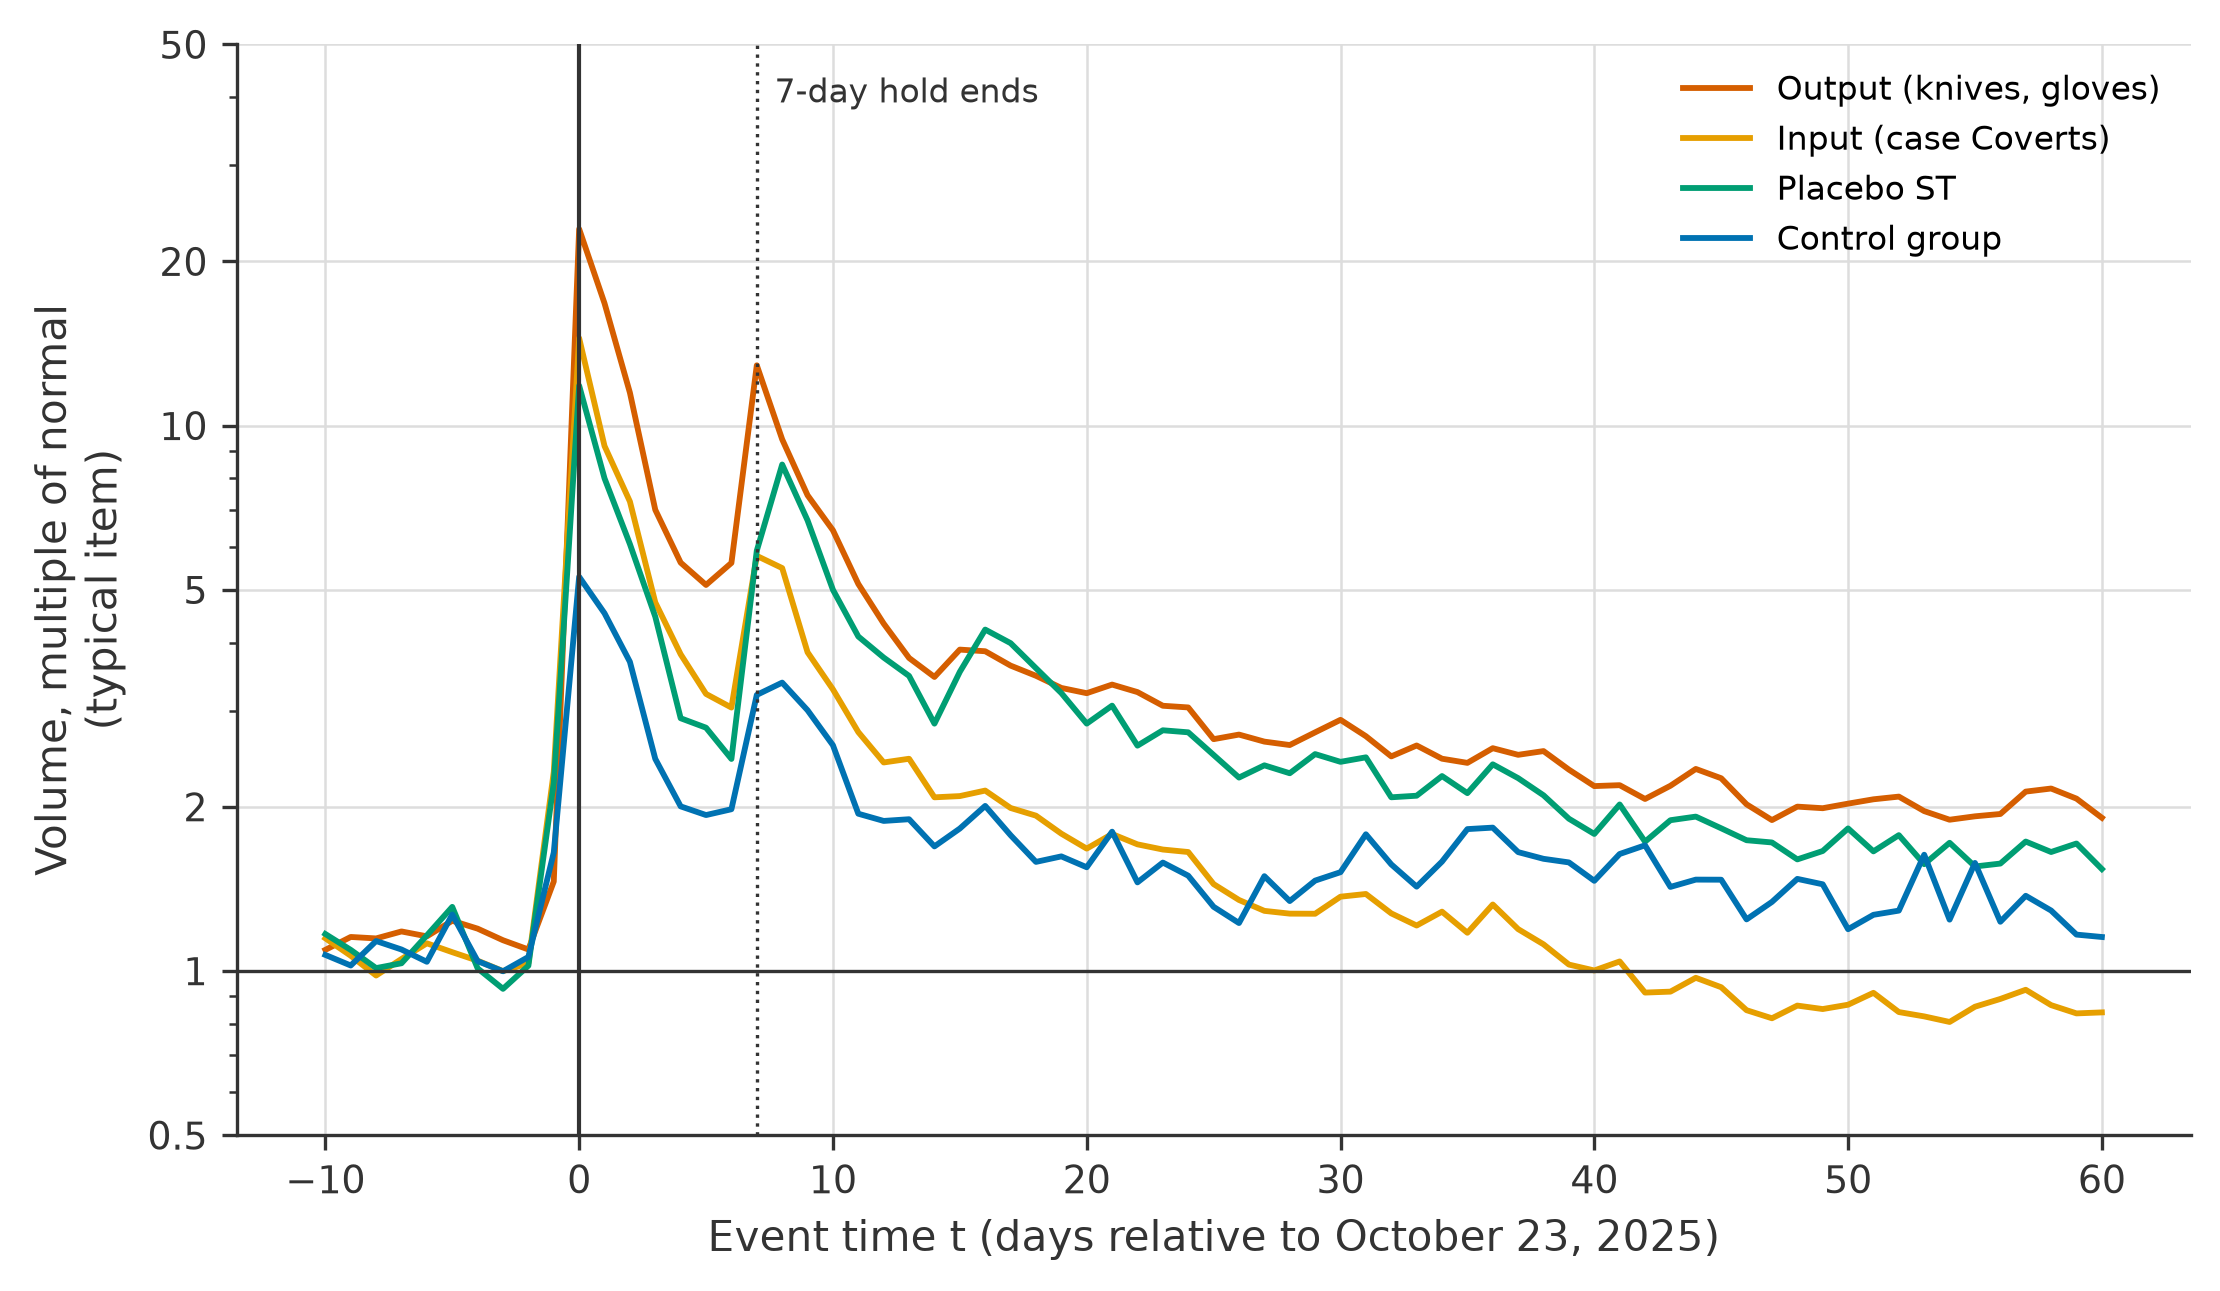 50
20
10
5
2
1
0.5
Volume, multiple of normal
(typical item)
7-day hold ends
Output (knives, gloves)
Input (case Coverts)
Placebo ST
Control group
−10 0 10 20 30 40 50 60
Event time t (days relative to October 23, 2025)